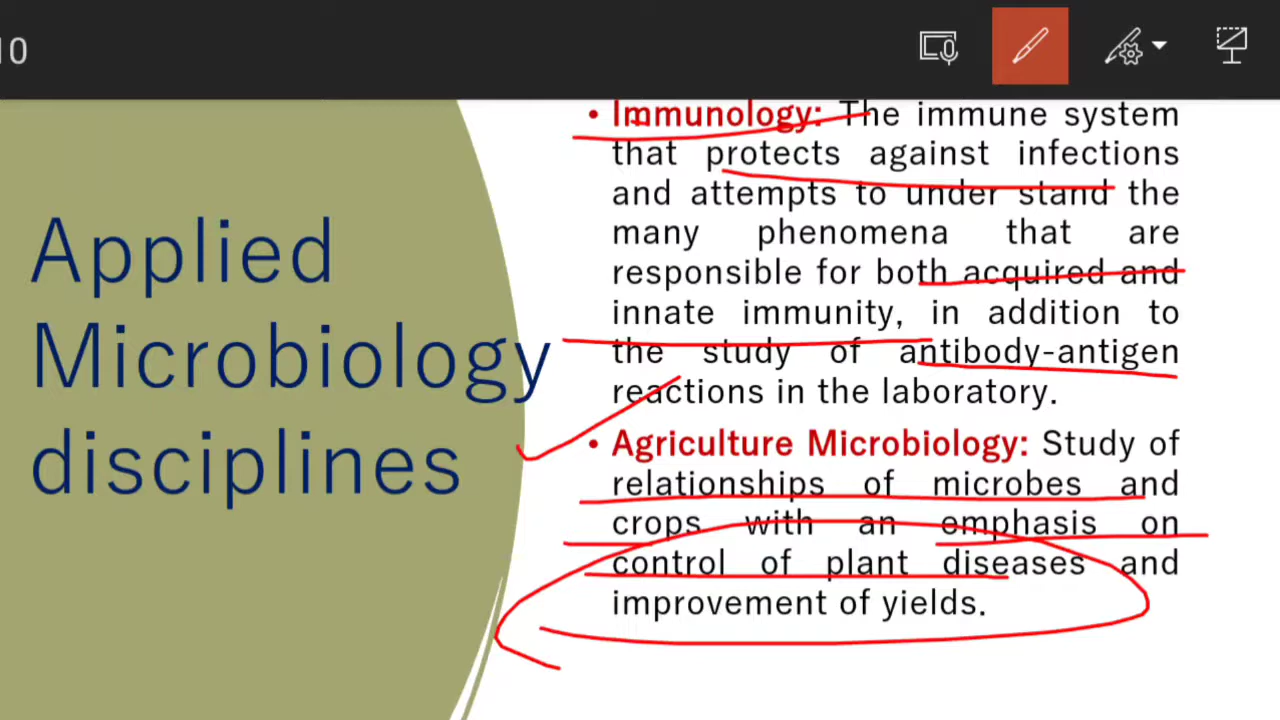 10
Applied
Microbiology
disciplines
• Immunology: The immune system
that protects against infections
and attempts to under stand the
many phenomena that are
responsible for both acquired and
innate immunity, in addition to
the study of antibody-antigen
reactions in the laboratory.
• Agriculture Microbiology: Study of
relationships of microbes and
crops with an emphasis on
control of plant diseases and
improvement of yields.